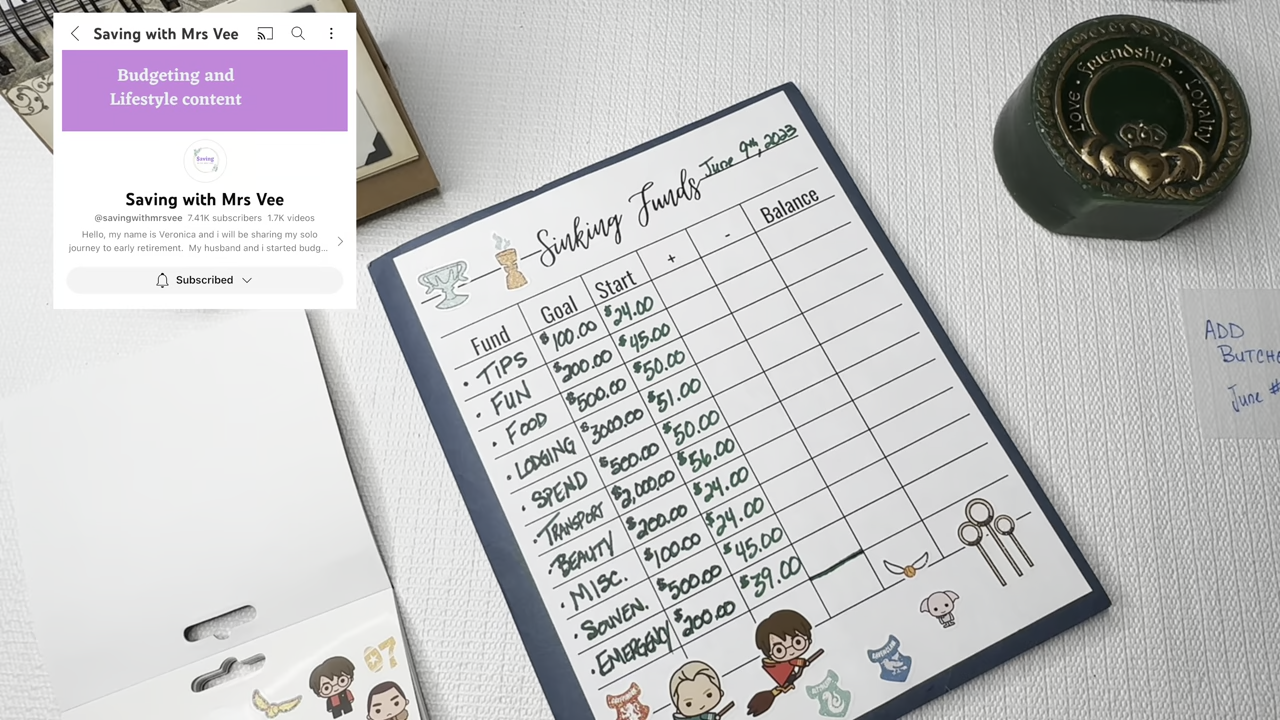 Saving with Mrs Vee
Budgeting and
Lifestyle content
Saving
Saving with Mrs Vee
@savingwithmrsvee 7.41K subscribers 1.7K videos
Hello, my name is Veronica and i will be sharing my solo
journey to early retirement. My husband and i started budg...
Subscribed
June 9th, 2023
Sinking Funds
Fund Goal Start + - Balance
• TIPS $100.00 $24.00
• FUN $200.00 $45.00
• FOOD $500.00 $50.00
• LODGING $3000.00 $51.00
• SPEND $500.00 $50.00
• TRANSPORT $2,000.00 $56.00
• BEAUTY $200.00 $24.00
• MISC. $100.00 $24.00
• SOUVEN. $500.00 $45.00
• EMERGENCY $200.00 $39.00
LOVE • Friendship • Loyalty
ADD
BUTCHE
June #
07